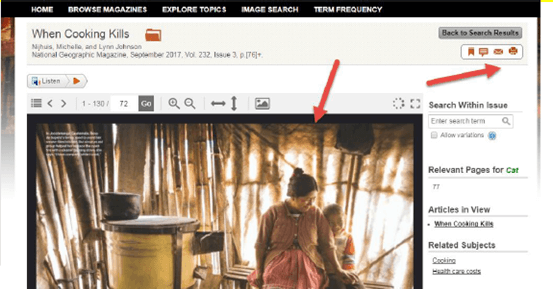 HOME BROWSE MAGAZINES EXPLORE TOPICS IMAGE SEARCH TERM FREQUENCY
When Cooking Kills
Back to Search Results
Nijhuis, Michelle, and Lynn Johnson
National Geographic Magazine, September 2017, Vol. 232, Issue 3, p.[76]+.
Listen
1 - 130 / 72 Go
Search Within Issue
Enter search term
Allow variations
Relevant Pages for Cat
77
Articles in View
When Cooking Kills
Related Subjects
Cooking
Health care costs